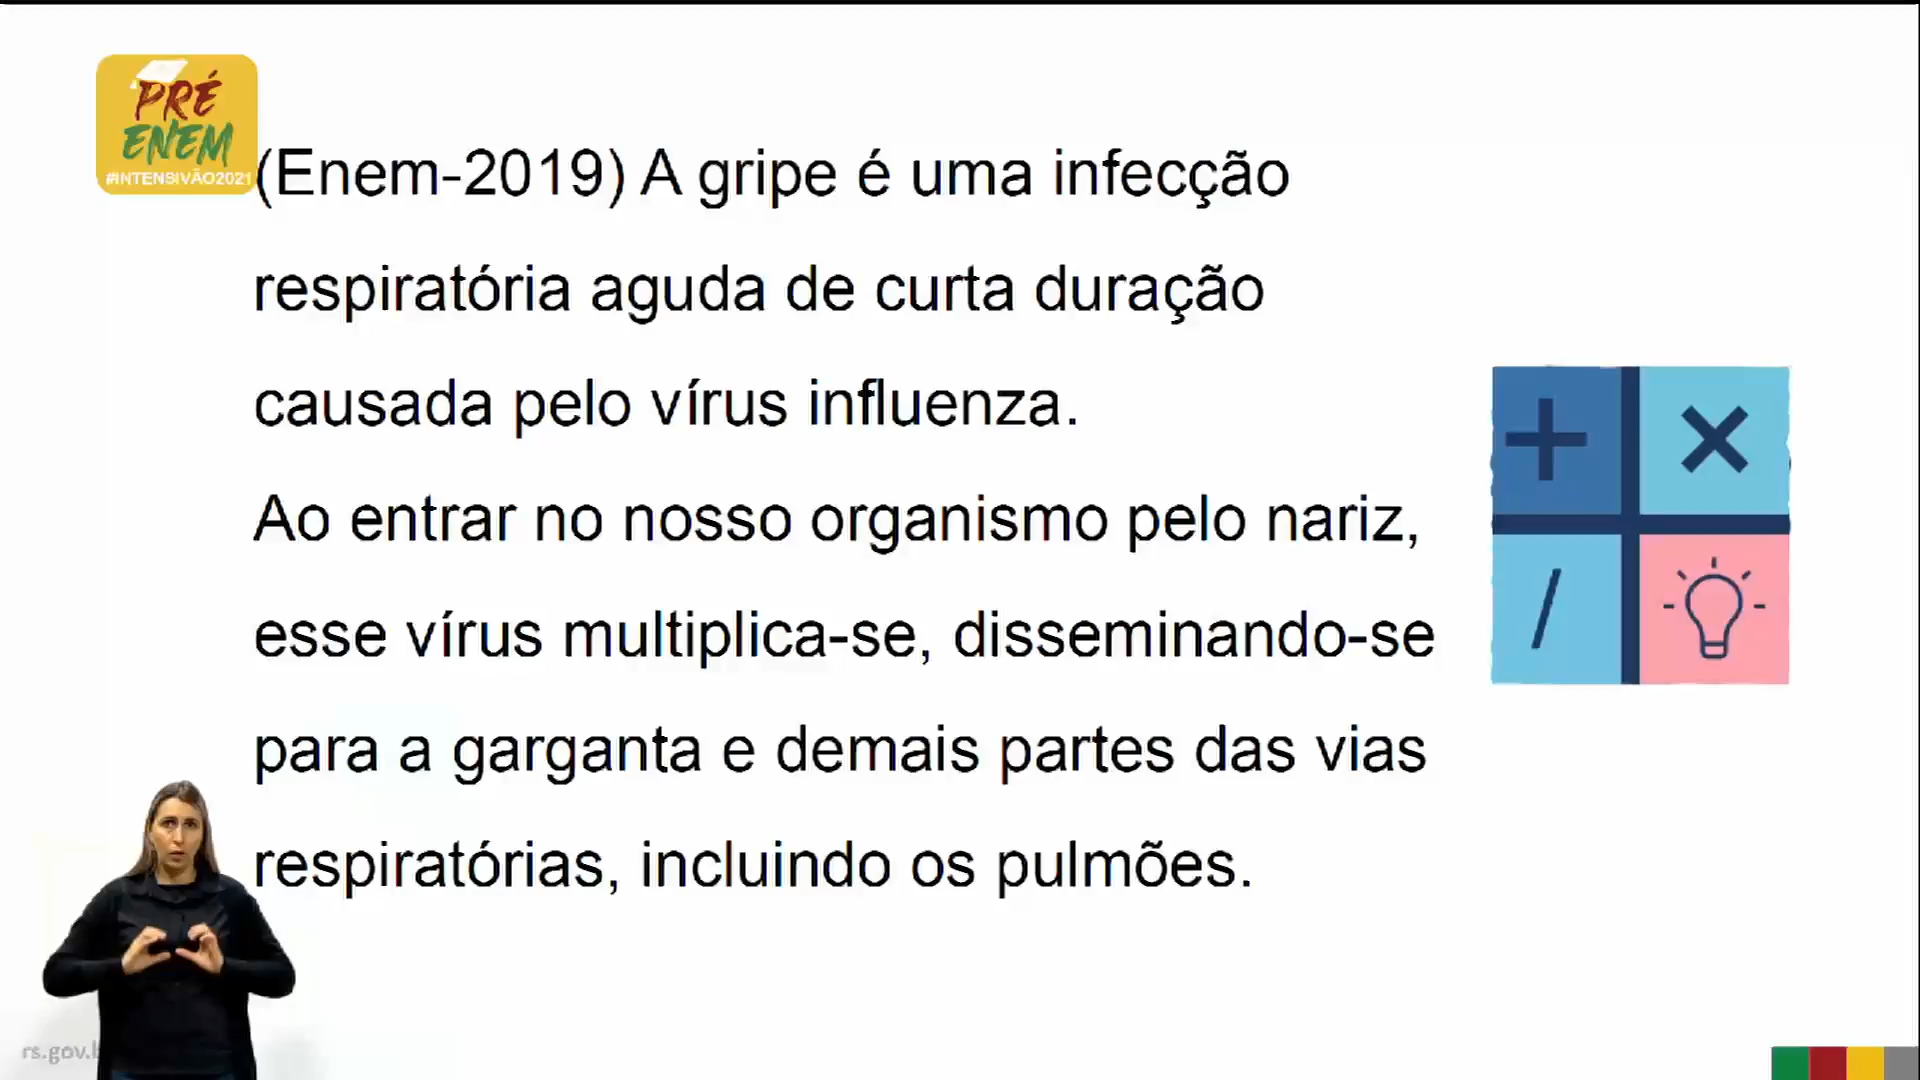 PRÉ
ENEM
#INTENSIVÃO2021
(Enem-2019) A gripe é uma infecção
respiratória aguda de curta duração
causada pelo vírus influenza.
Ao entrar no nosso organismo pelo nariz,
esse vírus multiplica-se, disseminando-se
para a garganta e demais partes das vias
respiratórias, incluindo os pulmões.
+ ×
/
rs.gov.b